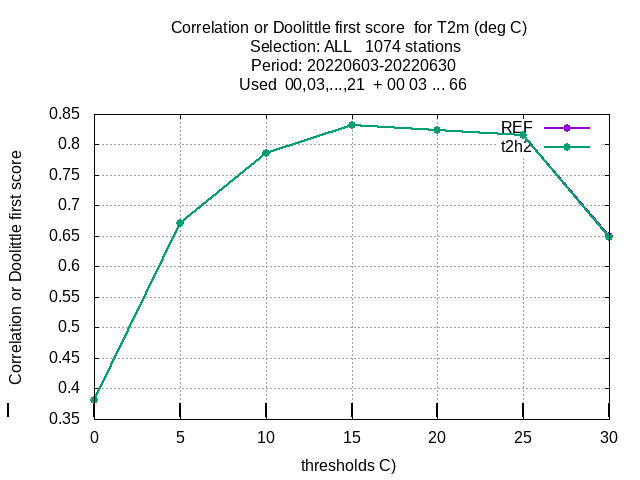 Correlation or Doolittle first score  for T2m (deg C)
Selection: ALL   1074 stations
Period: 20220603-20220630
Used  00,03,...,21  + 00 03 ... 66
REF
t2h2
Correlation or Doolittle first score
0.85
0.8
0.75
0.7
0.65
0.6
0.55
0.5
0.45
0.4
0.35
0 5 10 15 20 25 30
thresholds C)